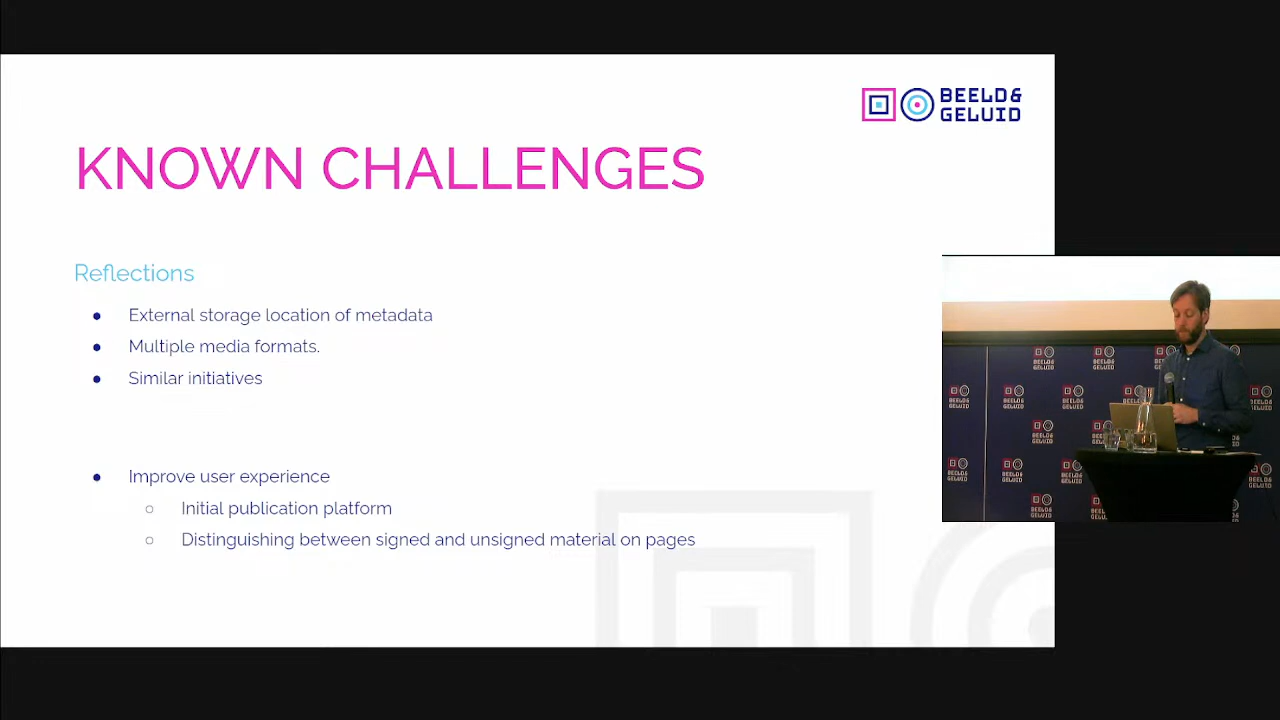 BEELD&
GELUID
KNOWN CHALLENGES
Reflections
● External storage location of metadata
● Multiple media formats.
● Similar initiatives
● Improve user experience
○ Initial publication platform
○ Distinguishing between signed and unsigned material on pages